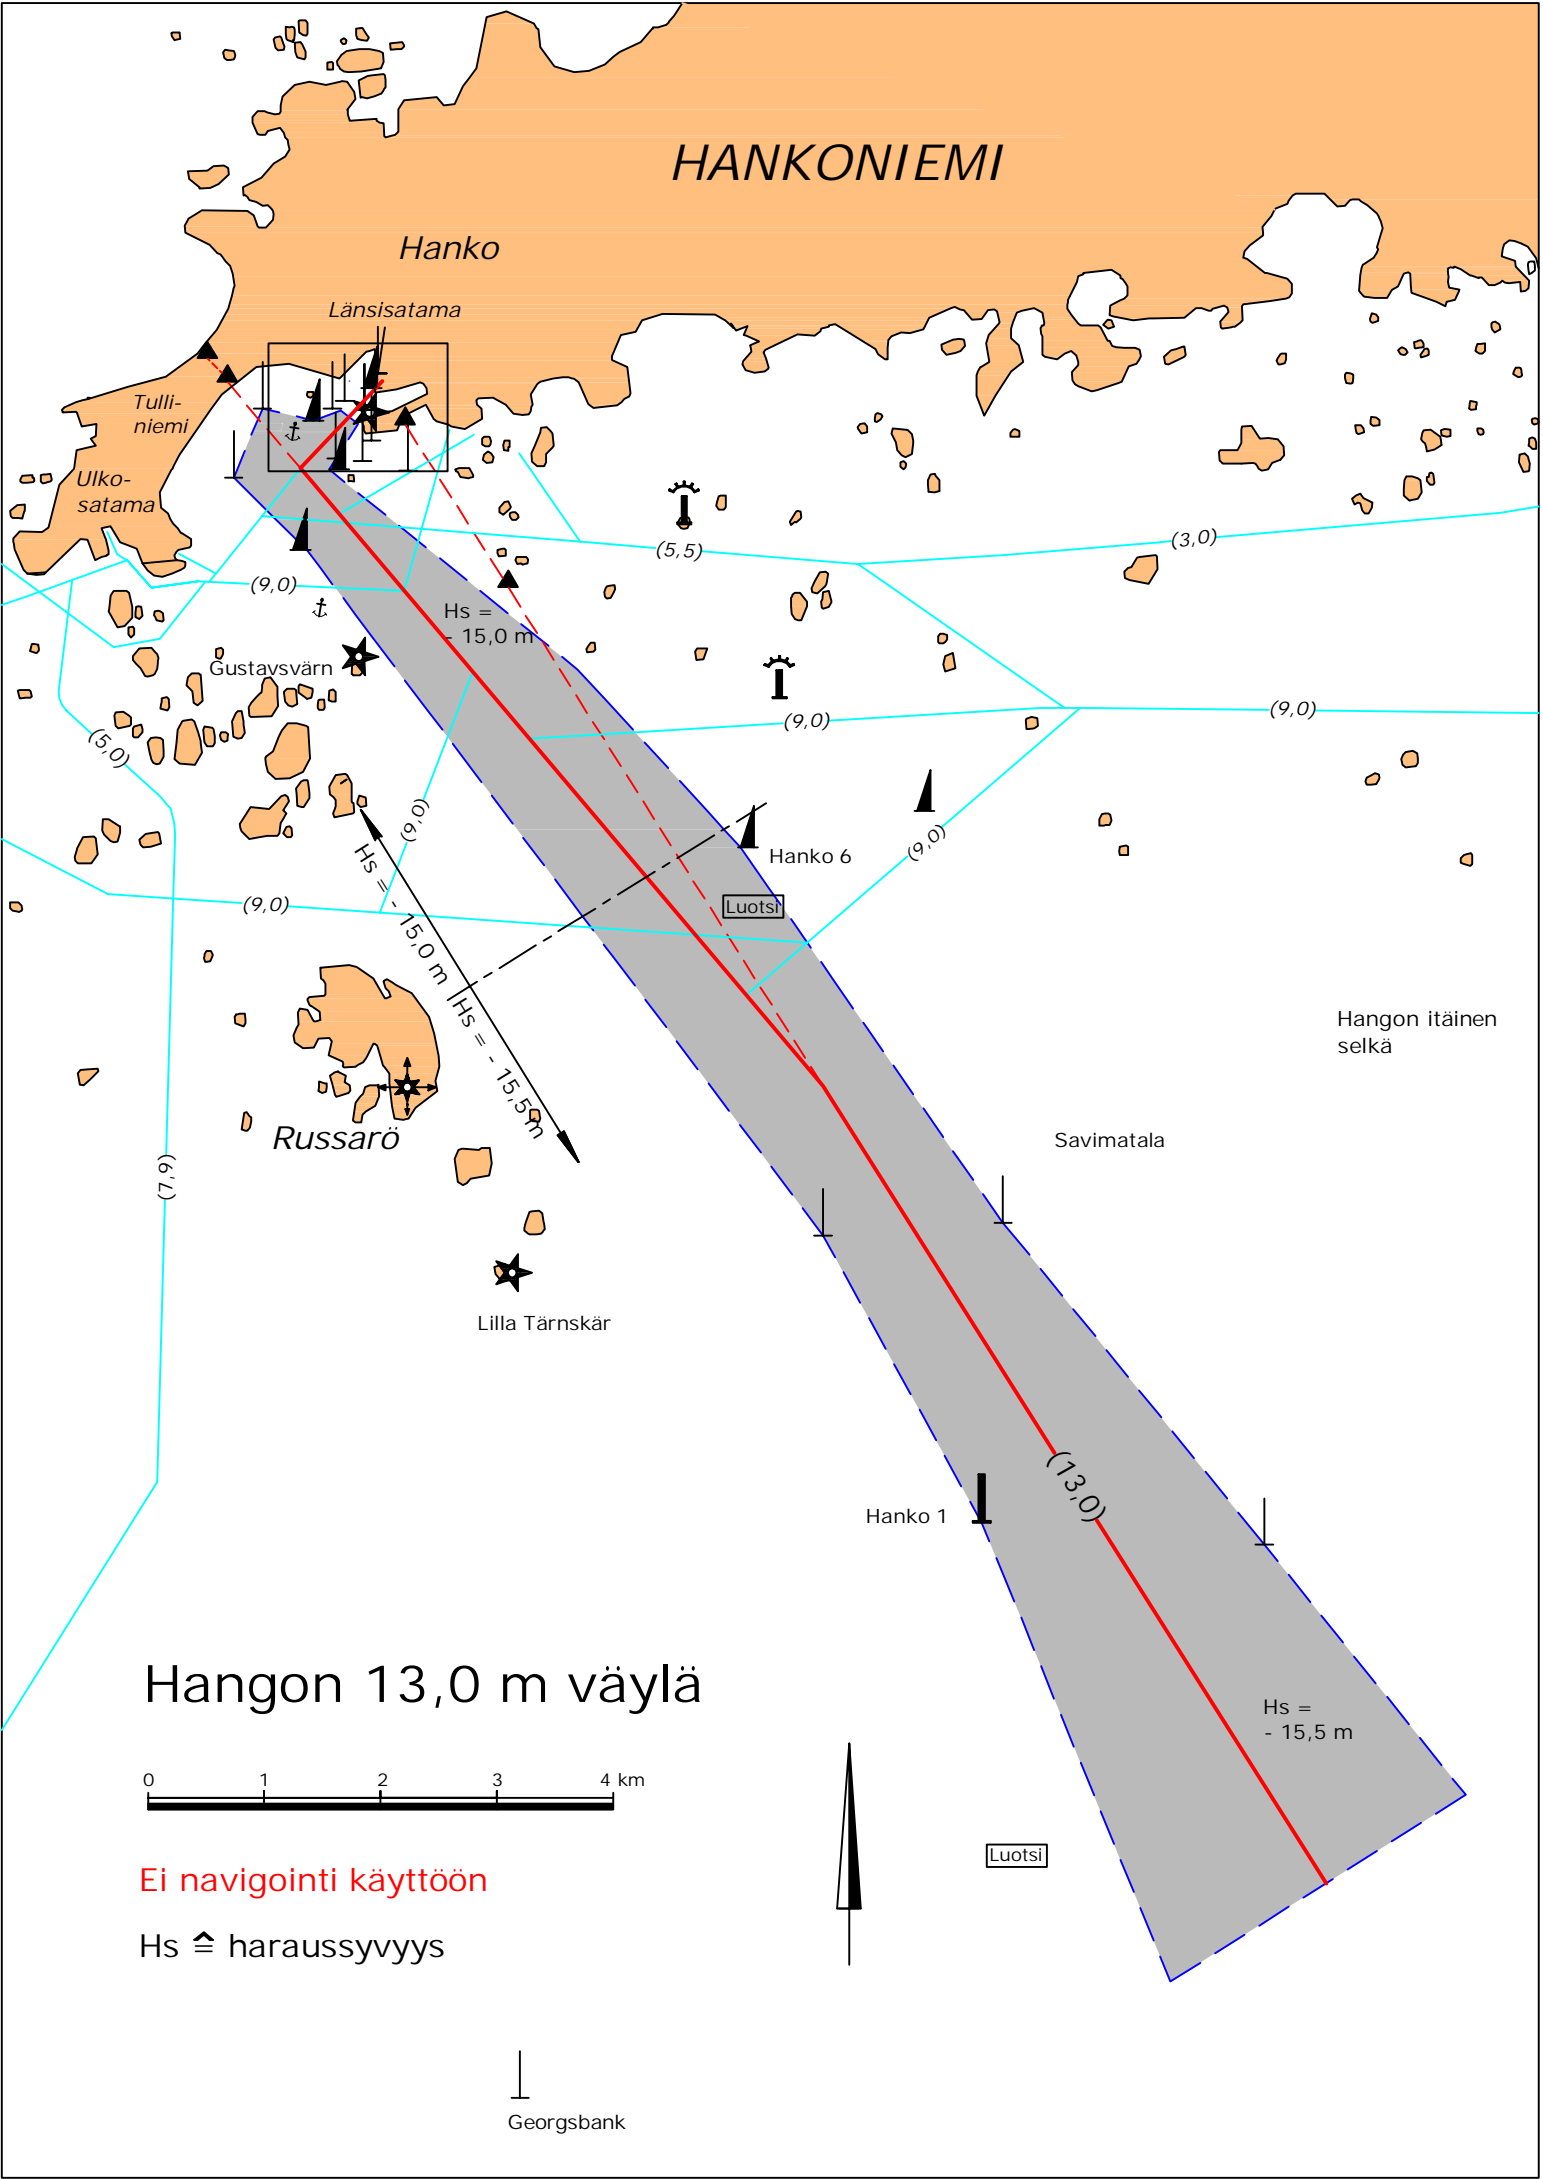 HANKONIEMI
Hanko
Länsisatama
Tulli-
niemi
Ulko-
satama
(5,5)
(3,0)
(9,0)
Hs =
- 15,0 m
Gustavsvärn
(5,0)
(9,0)
(9,0)
(9,0)
Hanko 6
(9,0)
Luotsi
(9,0)
Hs = - 15,0 m
Hs = - 15,5 m
Hangon itäinen
selkä
Russarö
Savimatala
(7,9)
Lilla Tärnskär
(13,0)
Hanko 1
Hangon 13,0 m väylä
Hs =
- 15,5 m
0 1 2 3 4 km
Luotsi
Ei navigointi käyttöön
Hs ≙ haraussyvyys
Georgsbank